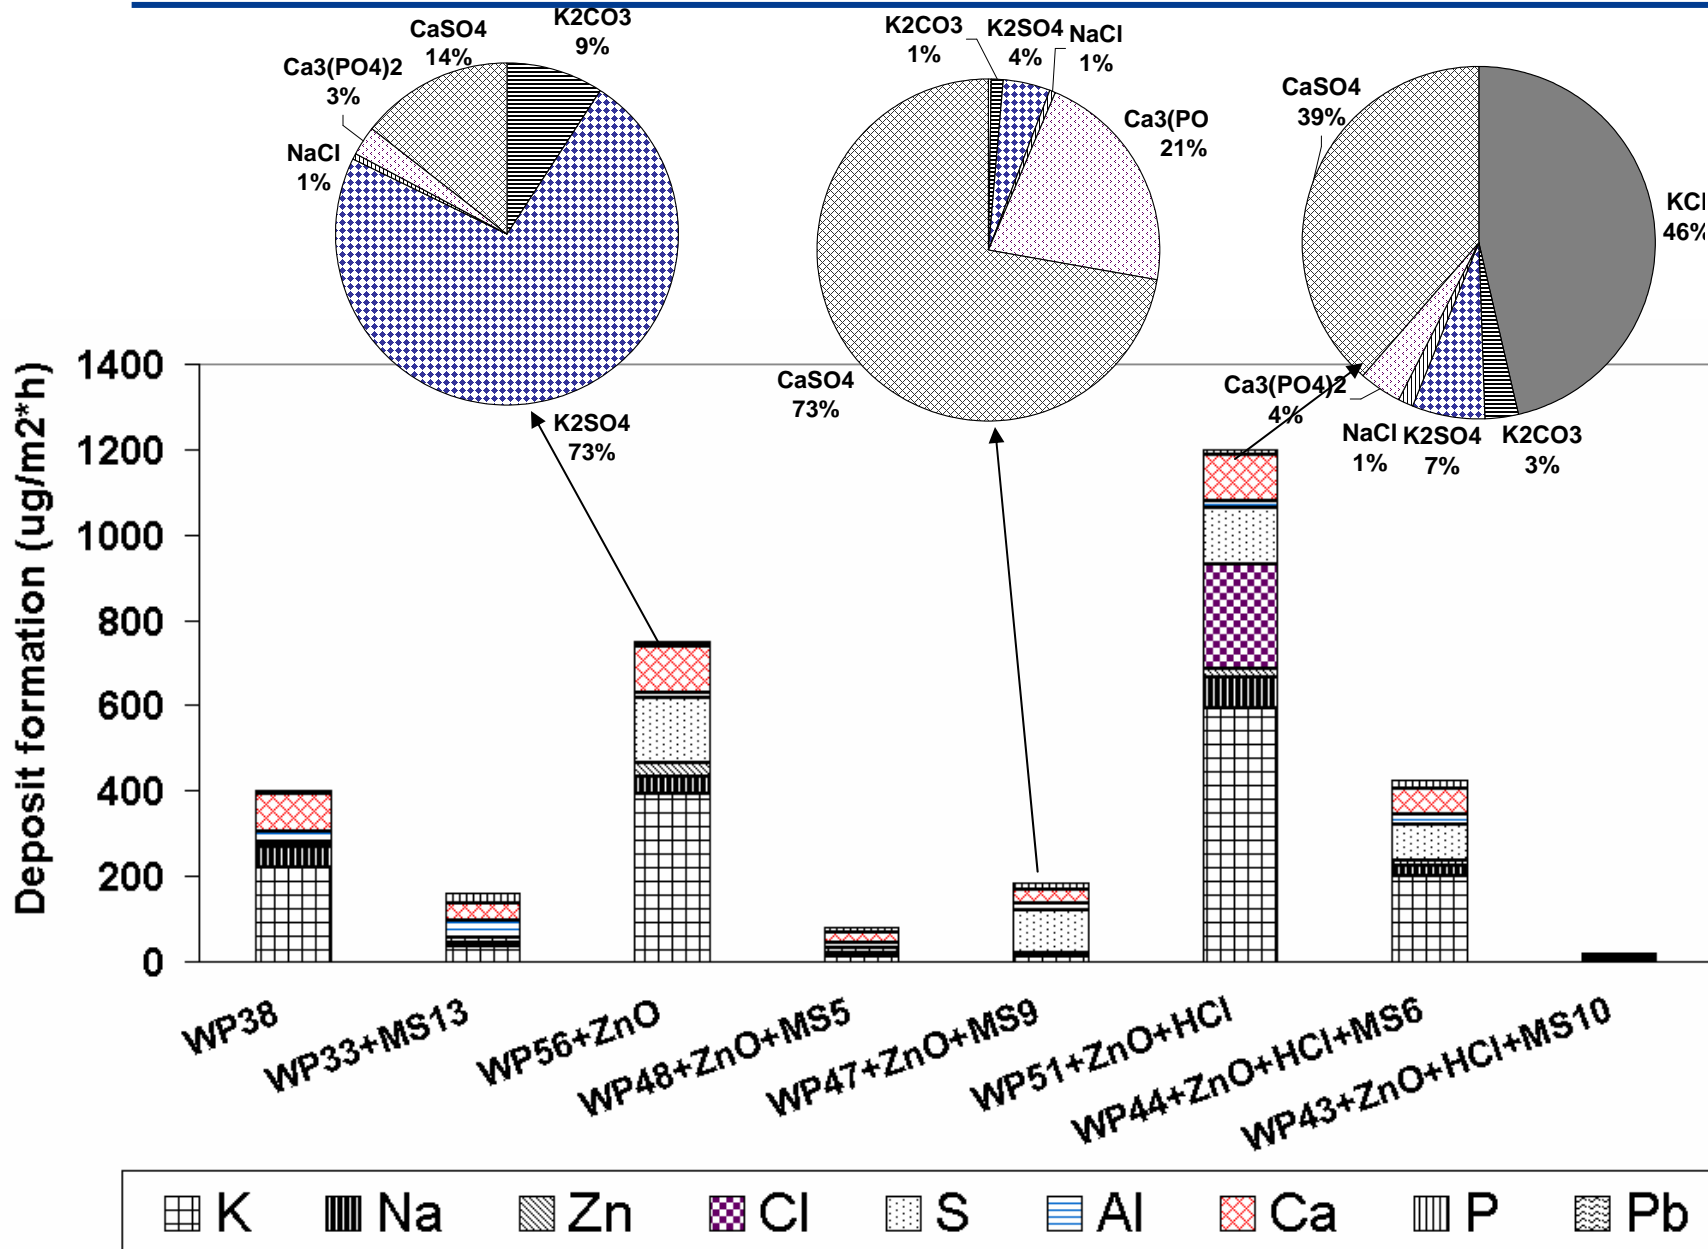 CaSO4
14%
K2CO3
9%
Ca3(PO4)2
3%
NaCl
1%
K2SO4
73%
K2CO3
1%
K2SO4
4%
NaCl
1%
Ca3(PO
21%
CaSO4
73%
CaSO4
39%
KCl
46%
Ca3(PO4)2
4%
NaCl
1%
K2SO4
7%
K2CO3
3%
Deposit formation (ug/m2*h)
1400
1200
1000
800
600
400
200
0
WP38
WP33+MS13
WP56+ZnO
WP48+ZnO+MS5
WP47+ZnO+MS9
WP51+ZnO+HCl
WP44+ZnO+HCl+MS6
WP43+ZnO+HCl+MS10
K Na Zn Cl S Al Ca P Pb